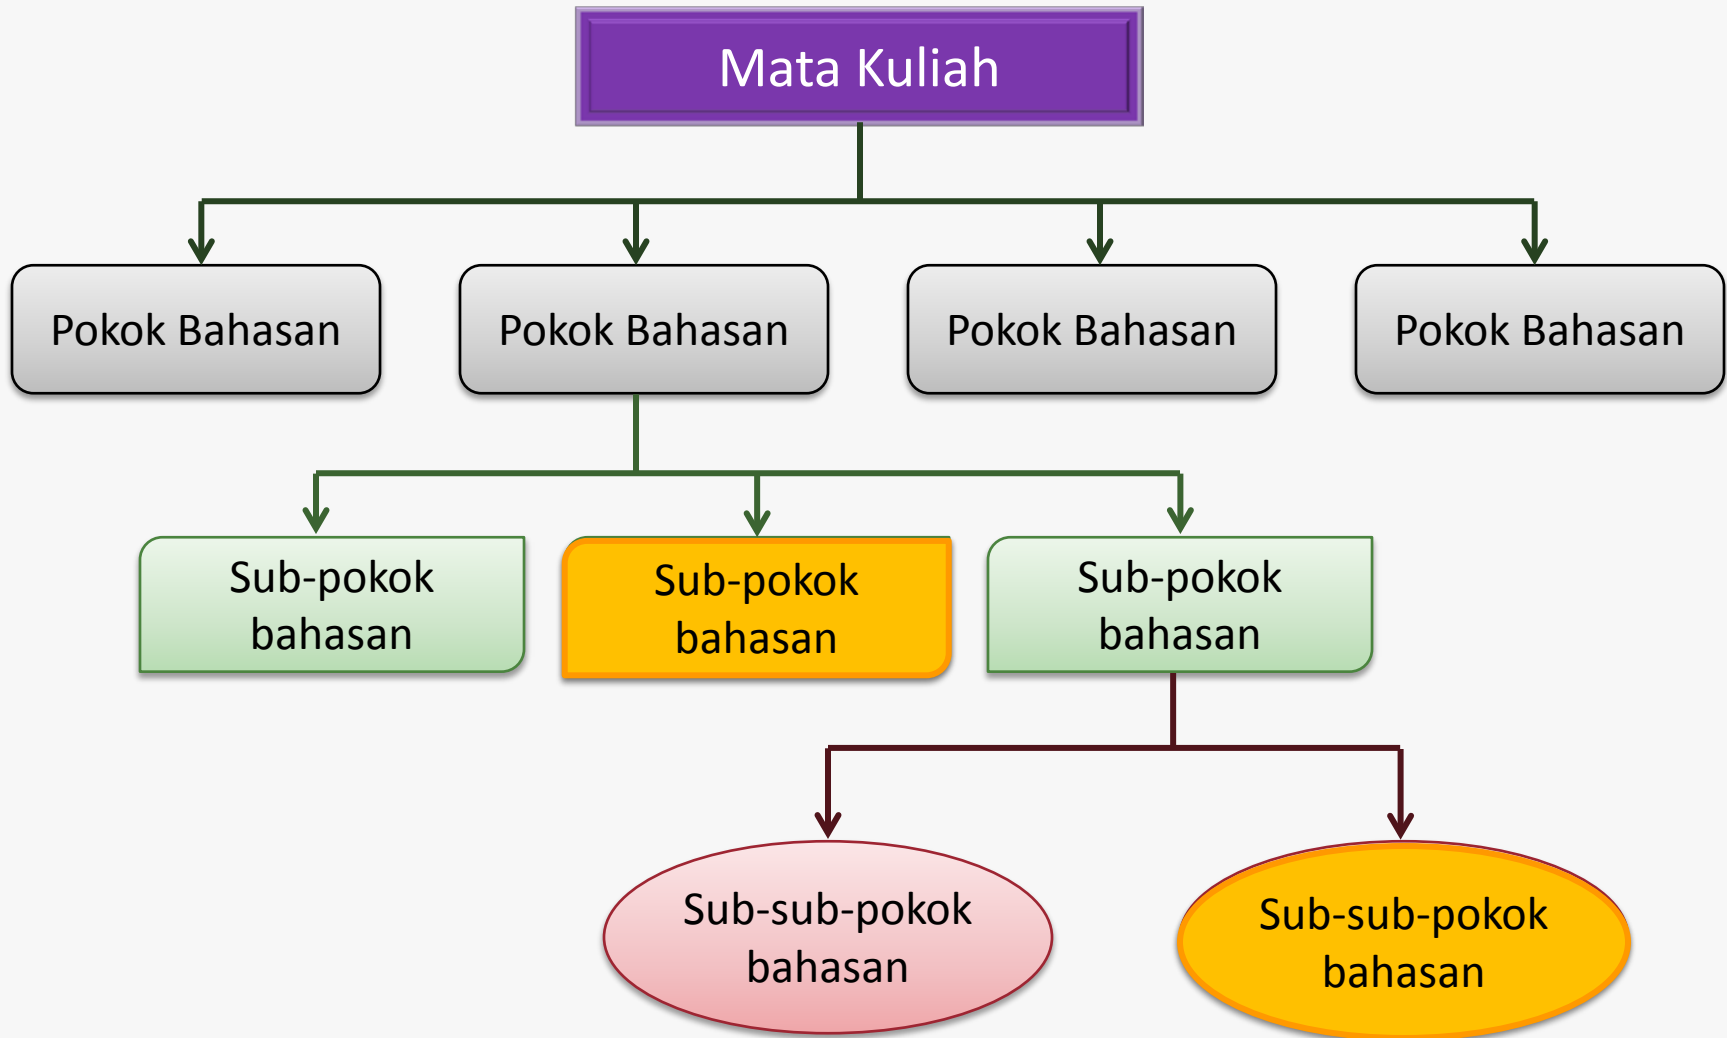 Mata Kuliah
Pokok Bahasan
Pokok Bahasan
Pokok Bahasan
Pokok Bahasan
Sub-pokok
bahasan
Sub-pokok
bahasan
Sub-pokok
bahasan
Sub-sub-pokok
bahasan
Sub-sub-pokok
bahasan